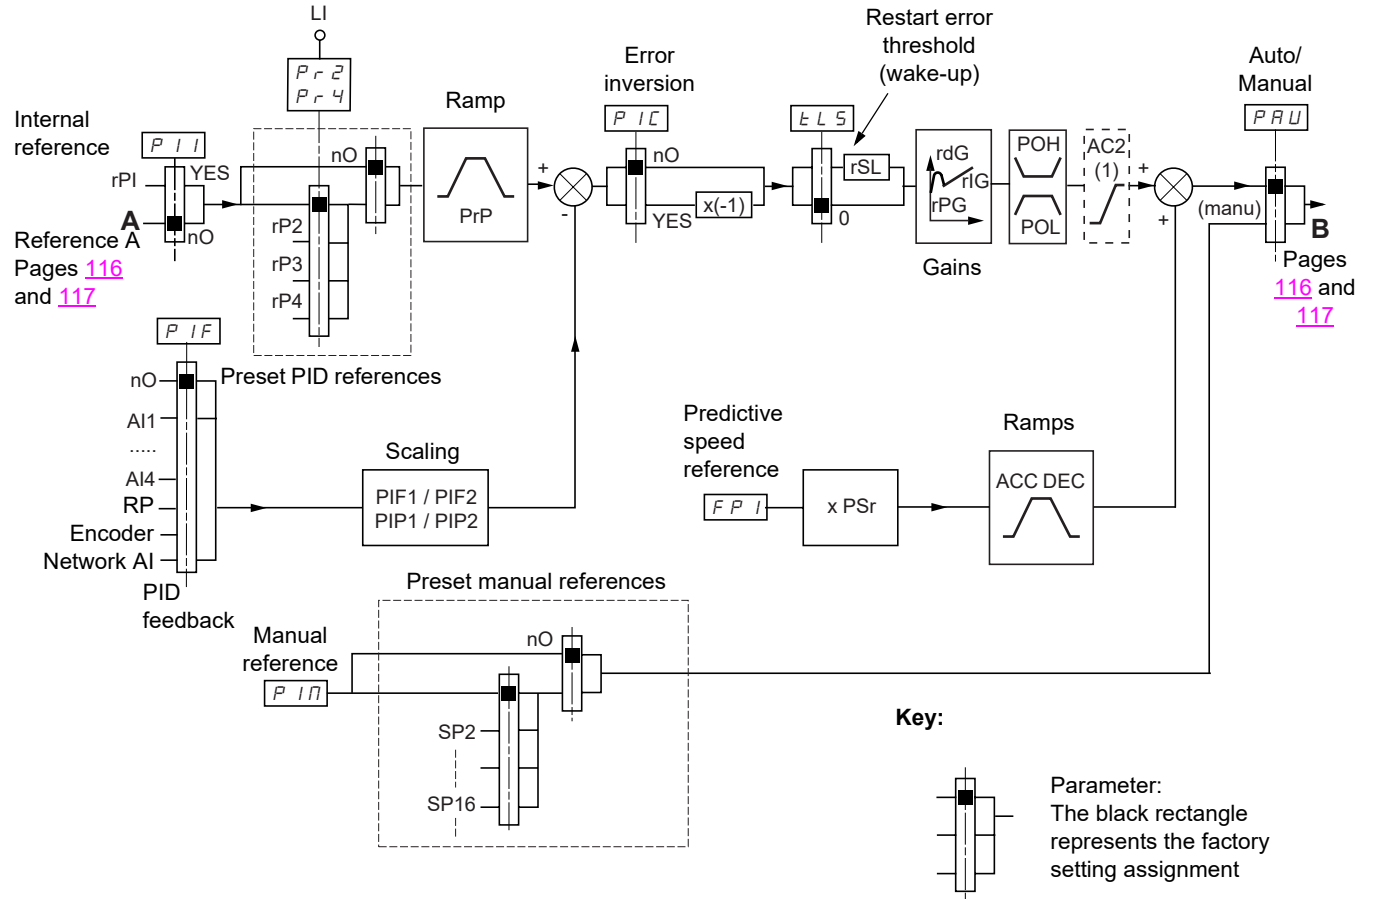 LI
Pr2
Pr4
Internal
reference
PII
YES
rPI
A
nO
Reference A
Pages 116
and 117
nO
rP2
rP3
rP4
Preset PID references
Ramp
PrP
+
-
Error
inversion
PIC
nO
YES
x(-1)
Restart error
threshold
(wake-up)
tLS
rSL
0
rdG
rIG
rPG
Gains
POH
POL
AC2
(1)
+
+
Auto/
Manual
PAU
(manu)
B
Pages
116 and
117
PIF
nO
AI1
.....
AI4
RP
Encoder
Network AI
PID
feedback
Scaling
PIF1 / PIF2
PIP1 / PIP2
Predictive
speed
reference
FPI
x PSr
Ramps
ACC DEC
Preset manual references
Manual
reference
PIM
nO
SP2
SP16
Key:
Parameter:
The black rectangle
represents the factory
setting assignment